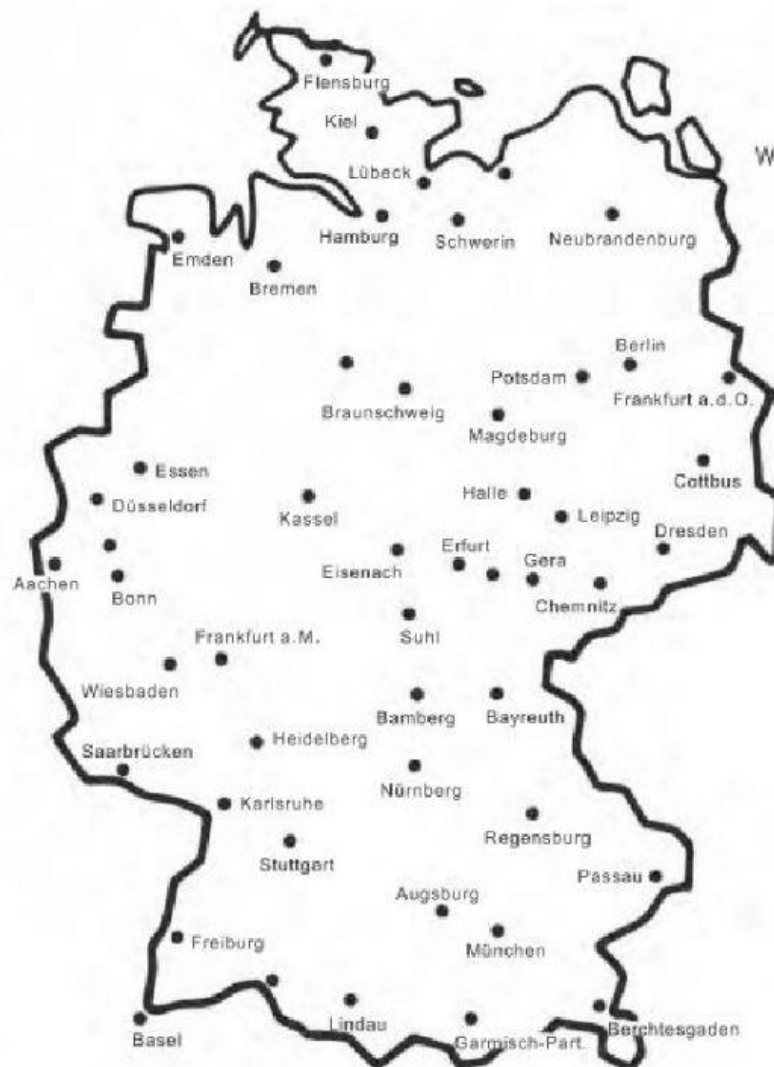 Flensburg
Kiel
W
Lübeck
Hamburg
Schwerin
Neubrandenburg
Emden
Bremen
Berlin
Potsdam
Frankfurt a.d.O.
Braunschweig
Magdeburg
Essen
Cottbus
Düsseldorf
Kassel
Halle
Leipzig
Dresden
Aachen
Bonn
Eisenach
Erfurt
Gera
Chemnitz
Suhl
Frankfurt a.M.
Wiesbaden
Bamberg
Bayreuth
Heidelberg
Saarbrücken
Nürnberg
Karlsruhe
Regensburg
Stuttgart
Passau
Augsburg
Freiburg
München
Lindau
Berchtesgaden
Basel
Garmisch-Part.